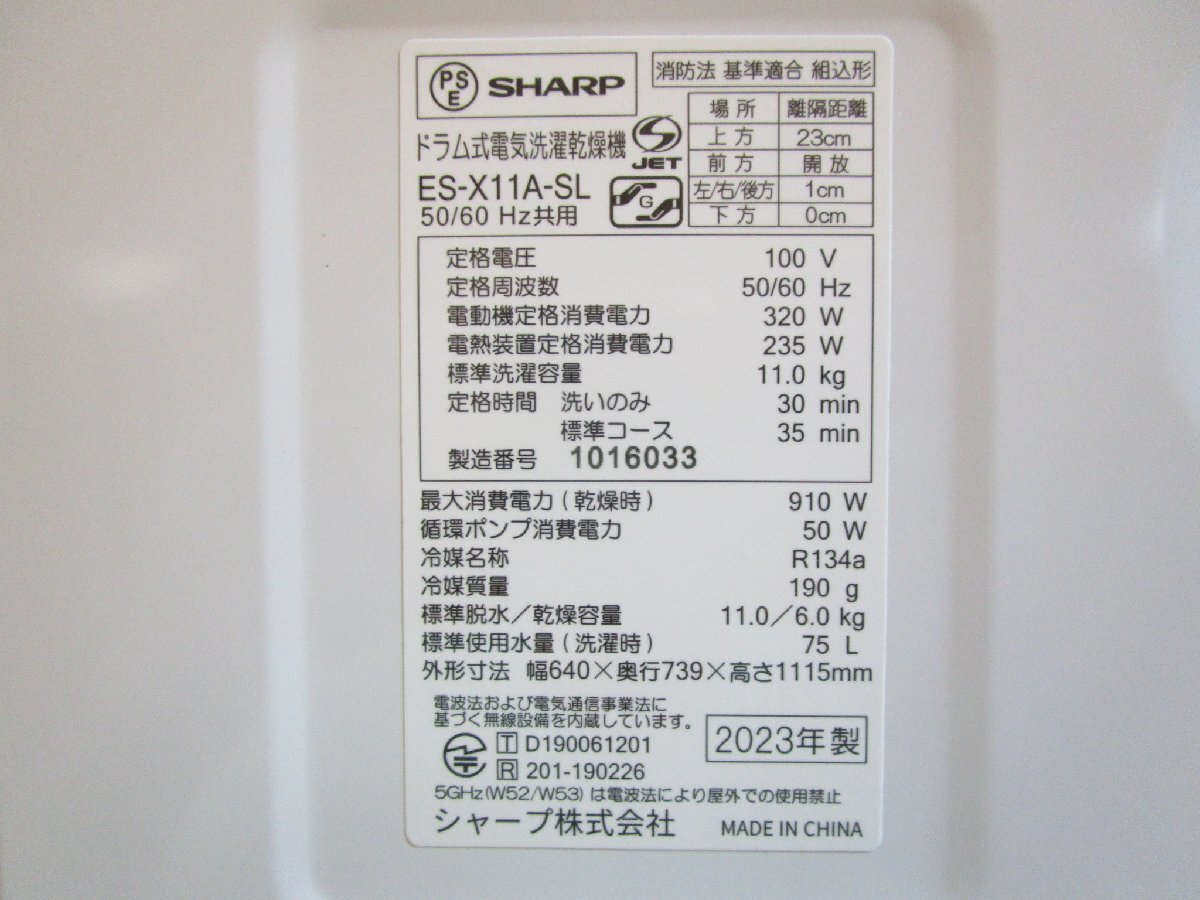 PSE SHARP
消防法 基準適合 組込形
ドラム式電気洗濯乾燥機
S JET
ES-X11A-SL
G
50/60 Hz共用
場所 離隔距離
上方 23cm
前方 開放
左/右/後方 1cm
下方 0cm
定格電圧 100 V
定格周波数 50/60 Hz
電動機定格消費電力 320 W
電熱装置定格消費電力 235 W
標準洗濯容量 11.0 kg
定格時間 洗いのみ 30 min
標準コース 35 min
製造番号 1016033
最大消費電力(乾燥時) 910 W
循環ポンプ消費電力 50 W
冷媒名称 R134a
冷媒質量 190 g
標準脱水/乾燥容量 11.0/6.0 kg
標準使用水量(洗濯時) 75 L
外形寸法 幅640×奥行739×高さ1115mm
電波法および電気通信事業法に
基づく無線設備を内蔵しています。
T D190061201
R 201-190226
2023年製
5GHz(W52/W53)は電波法により屋外での使用禁止
シャープ株式会社 MADE IN CHINA